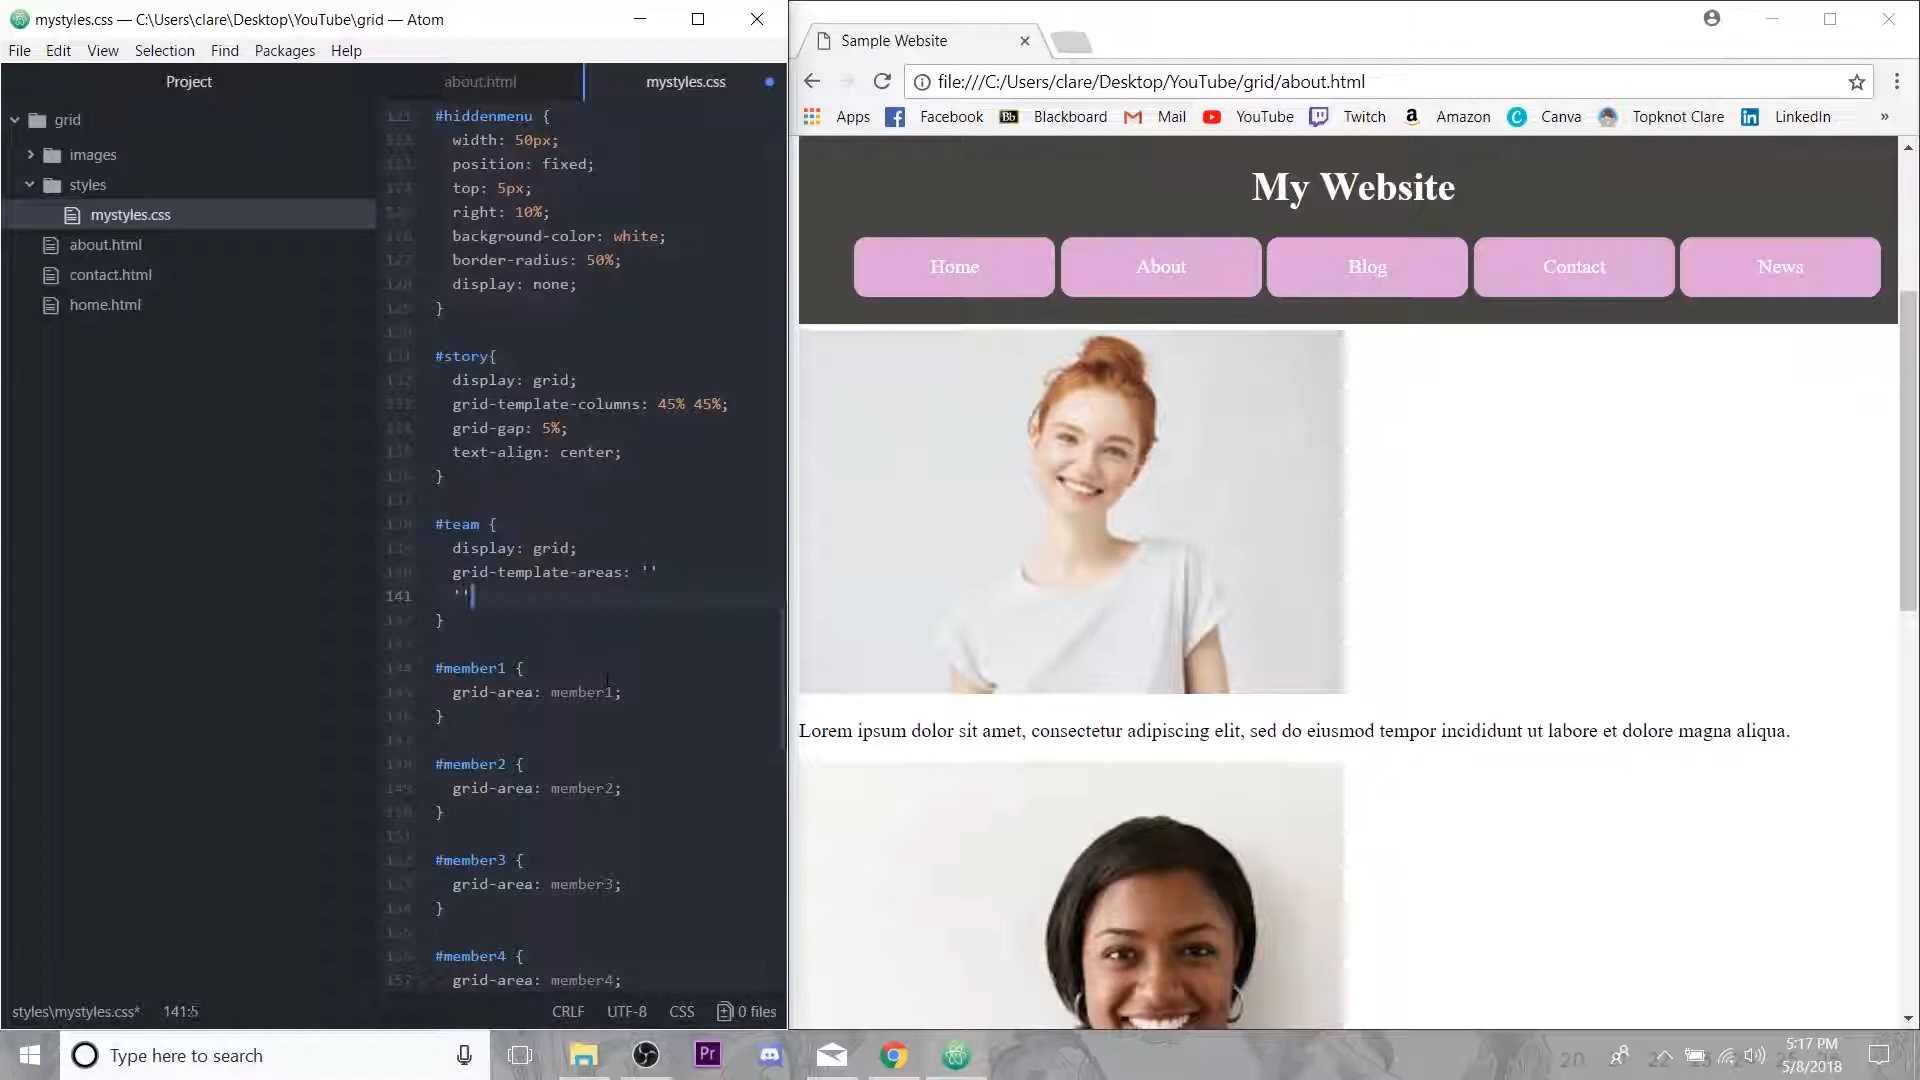 mystyles.css — C:\Users\clare\Desktop\YouTube\grid — Atom
File Edit View Selection Find Packages Help
Project
about.html
mystyles.css
grid
images
styles
mystyles.css
about.html
contact.html
home.html
#hiddenmenu {
width: 50px;
position: fixed;
top: 5px;
right: 10%;
background-color: white;
border-radius: 50%;
display: none;
}
#story{
display: grid;
grid-template-columns: 45% 45%;
grid-gap: 5%;
text-align: center;
}
#team {
display: grid;
grid-template-areas: ''
141 ''
}
#member1 {
grid-area: member1;
}
#member2 {
grid-area: member2;
}
#member3 {
grid-area: member3;
}
#member4 {
157 grid-area: member4;
styles\mystyles.css* 141:5 CRLF UTF-8 CSS 0 files
Sample Website
file:///C:/Users/clare/Desktop/YouTube/grid/about.html
Apps Facebook Bb Blackboard Mail YouTube Twitch Amazon Canva Topknot Clare LinkedIn »
My Website
Home About Blog Contact News
Lorem ipsum dolor sit amet, consectetur adipiscing elit, sed do eiusmod tempor incididunt ut labore et dolore magna aliqua.
Type here to search
Pr
5:17 PM
5/8/2018